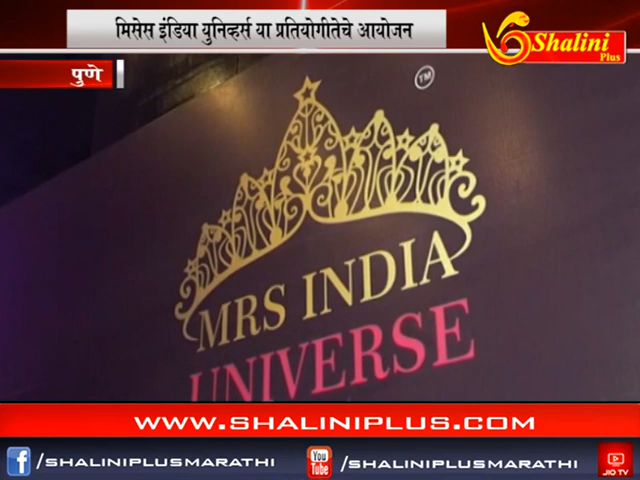 मिसेस इंडिया युनिव्हर्स या प्रतियोगीतेचे आयोजन
Shalini
Plus
पुणे
TM
MRS INDIA
UNIVERSE
WWW.SHALINIPLUS.COM
/SHALINIPLUSMARATHI
You
Tube
/SHALINIPLUSMARATHI
JIO TV